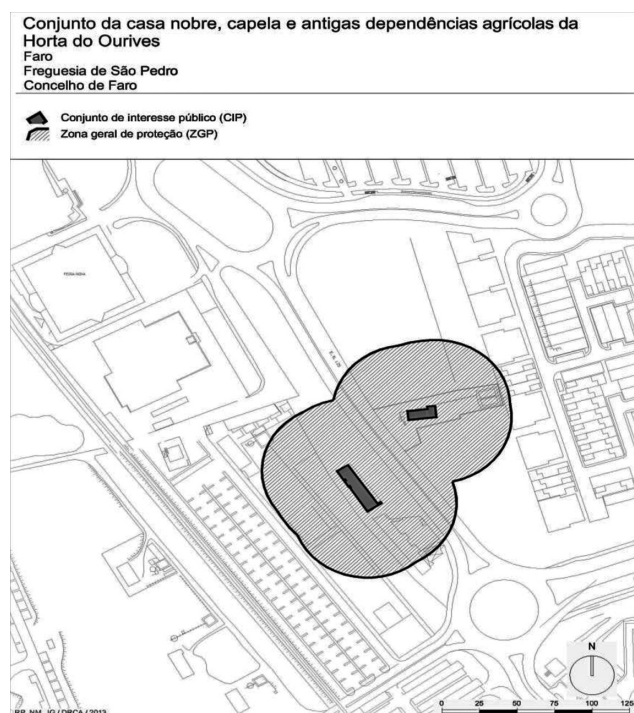 Conjunto da casa nobre, capela e antigas dependências agrícolas da
Horta do Ourives
Faro
Freguesia de São Pedro
Concelho de Faro
Conjunto de interesse público (CIP)
Zona geral de proteção (ZGP)
N
0 25 50 75 100 125